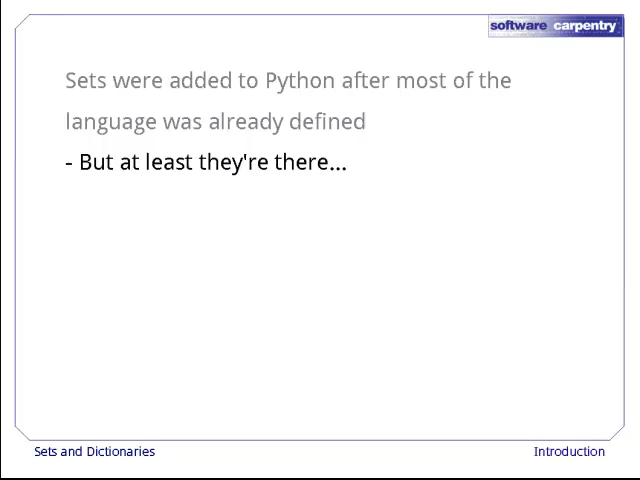 software carpentry
Sets were added to Python after most of the
language was already defined
- But at least they're there...
Sets and Dictionaries
Introduction